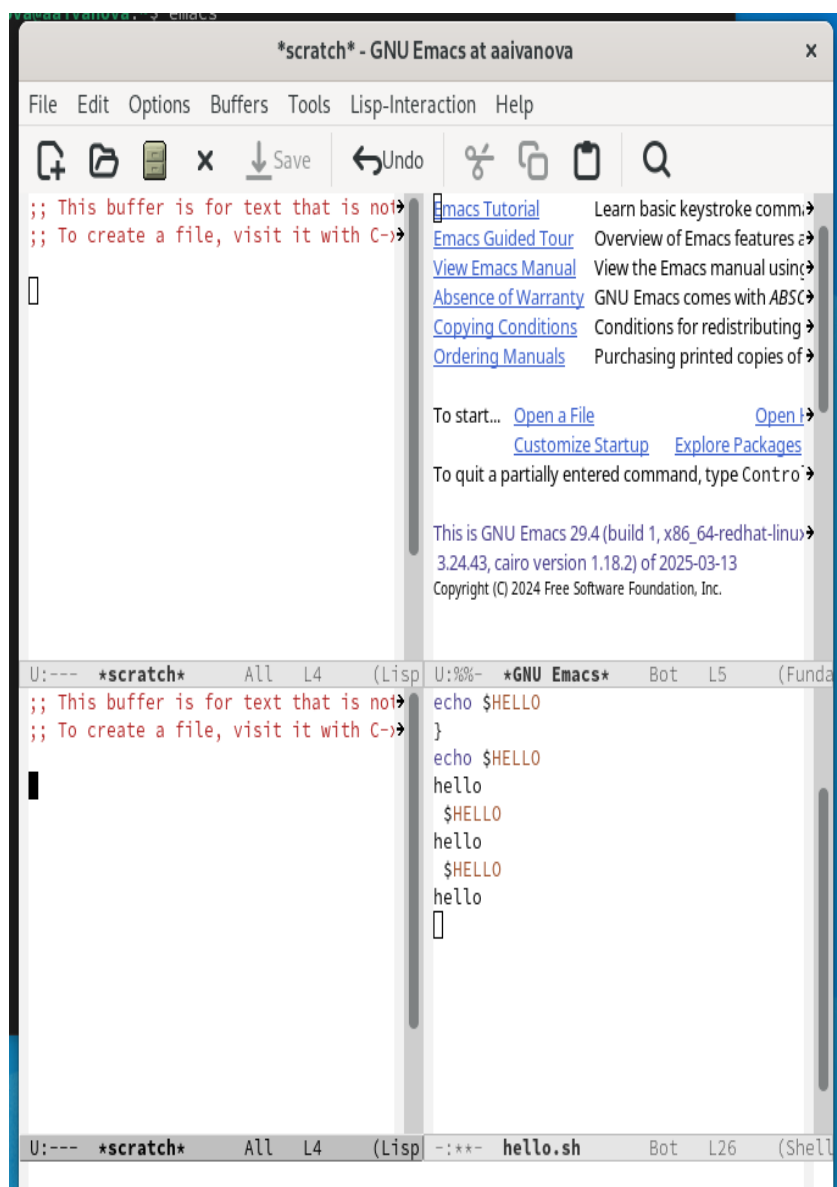 emacs
*scratch* - GNU Emacs at aaivanova
File Edit Options Buffers Tools Lisp-Interaction Help
Save Undo
;; This buffer is for text that is not
;; To create a file, visit it with C-x
U:--- *scratch* All L4 (Lisp
Emacs Tutorial Learn basic keystroke comma
Emacs Guided Tour Overview of Emacs features a
View Emacs Manual View the Emacs manual using
Absence of Warranty GNU Emacs comes with ABSO
Copying Conditions Conditions for redistributing
Ordering Manuals Purchasing printed copies of
To start... Open a File Open H
Customize Startup Explore Packages
To quit a partially entered command, type Control
This is GNU Emacs 29.4 (build 1, x86_64-redhat-linux
3.24.43, cairo version 1.18.2) of 2025-03-13
Copyright (C) 2024 Free Software Foundation, Inc.
U:%%- *GNU Emacs* Bot L5 (Funda
;; This buffer is for text that is not
;; To create a file, visit it with C-x
U:--- *scratch* All L4 (Lisp
echo $HELLO
}
echo $HELLO
hello
$HELLO
hello
$HELLO
hello
-:**- hello.sh Bot L26 (Shell